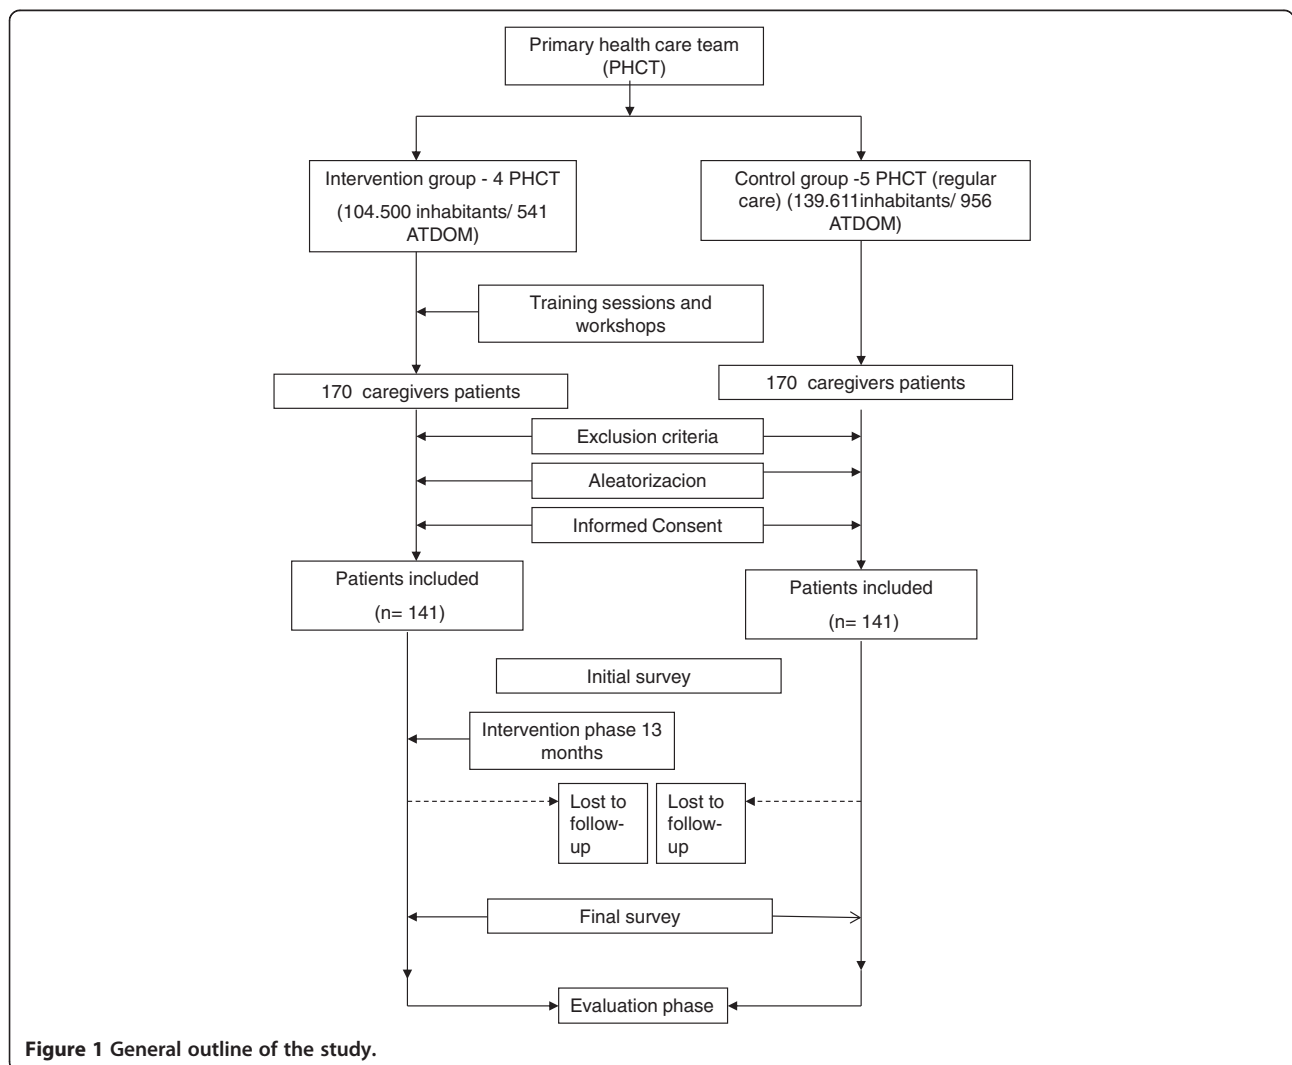 Primary health care team
(PHCT)
Intervention group - 4 PHCT
(104.500 inhabitants/ 541
ATDOM)
Control group -5 PHCT (regular
care) (139.611inhabitants/ 956
ATDOM)
Training sessions and
workshops
170 caregivers patients
170 caregivers patients
Exclusion criteria
Aleatorizacion
Informed Consent
Patients included
(n= 141)
Patients included
(n= 141)
Initial survey
Intervention phase 13
months
Lost to
follow-
up
Lost to
follow-
up
Final survey
Evaluation phase
Figure 1 General outline of the study.